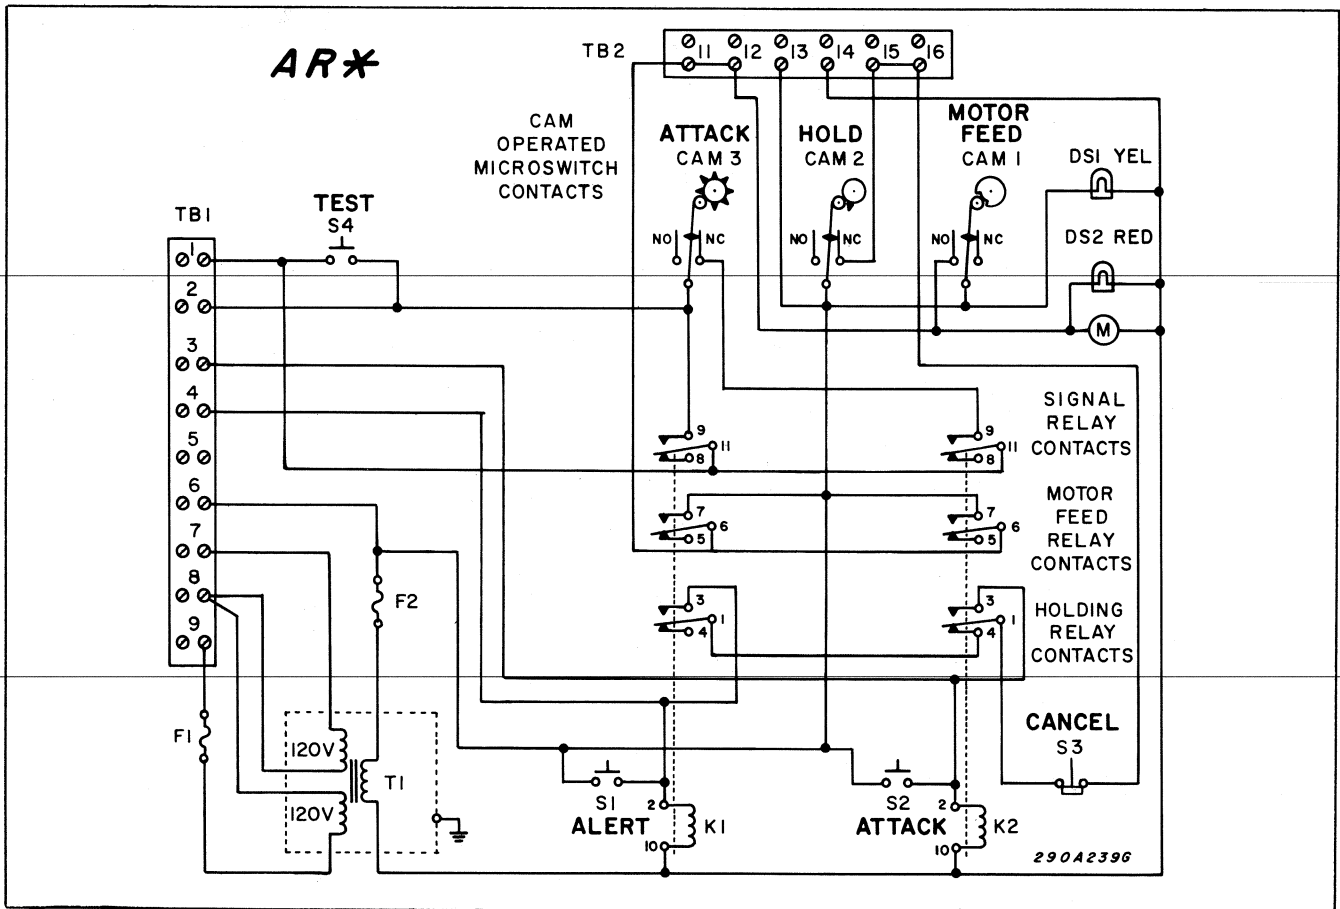 AR*
TB2
11 12 13 14 15 16
CAM
OPERATED
MICROSWITCH
CONTACTS
ATTACK
CAM 3
HOLD
CAM 2
MOTOR
FEED
CAM 1
DS1 YEL
DS2 RED
NO NC
NO NC
NO NC
M
TB1
1
2
3
4
5
6
7
8
9
TEST
S4
9
11
8
9
11
8
SIGNAL
RELAY
CONTACTS
7
6
5
7
6
5
MOTOR
FEED
RELAY
CONTACTS
3
1
4
3
1
4
HOLDING
RELAY
CONTACTS
F2
F1
120V
120V
T1
S1
ALERT
2
10
K1
S2
ATTACK
2
10
K2
CANCEL
S3
290A239G